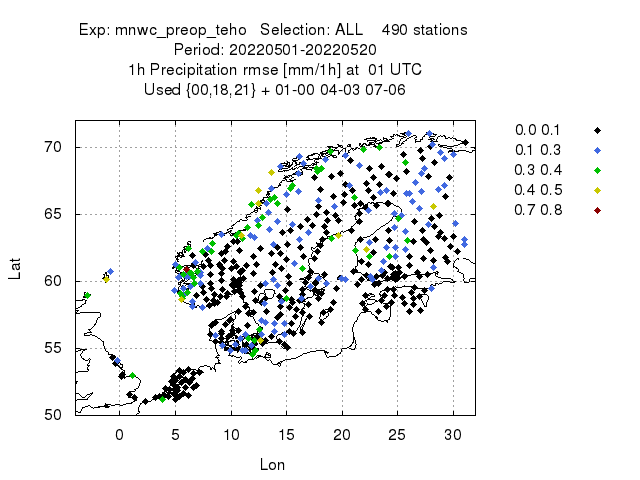 Exp: mnwc_preop_teho   Selection: ALL    490 stations
Period: 20220501-20220520
1h Precipitation rmse [mm/1h] at  01 UTC
Used {00,18,21} + 01-00 04-03 07-06
0.0 0.1
0.1 0.3
0.3 0.4
0.4 0.5
0.7 0.8
70
65
60
55
50
Lat
0 5 10 15 20 25 30
Lon